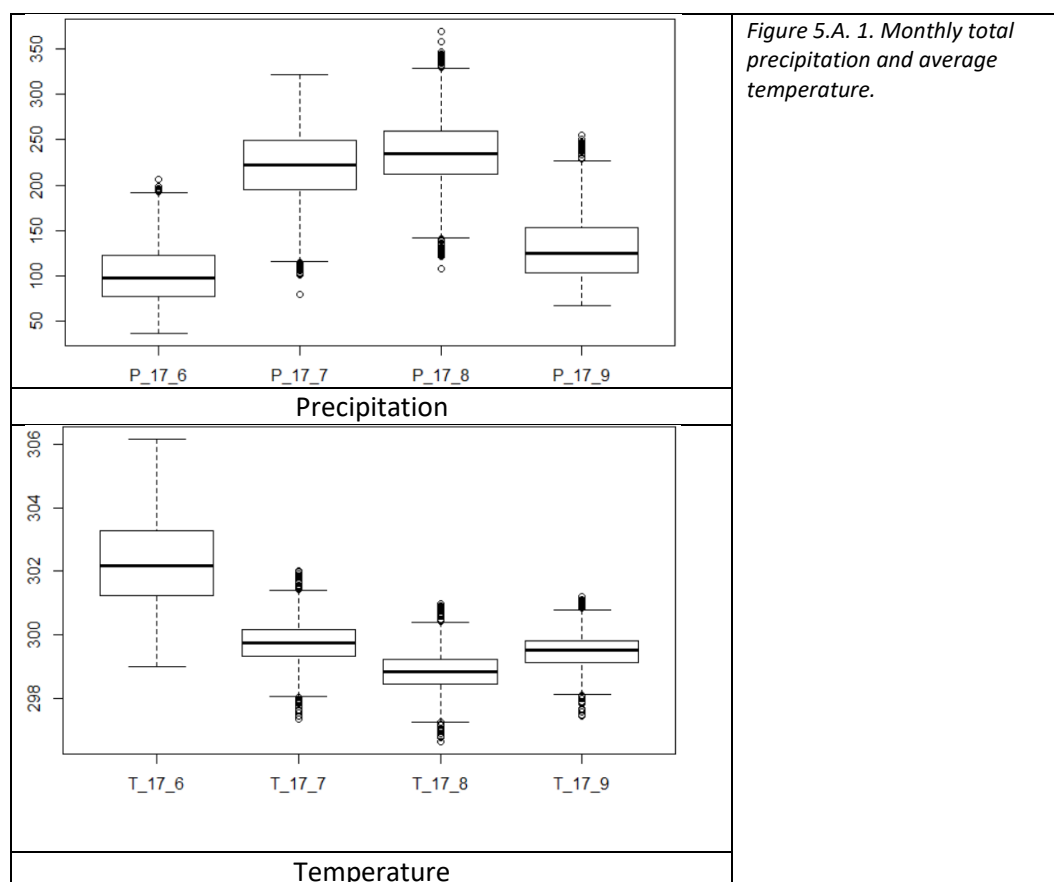 350
300
250
200
150
100
50
P_17_6 P_17_7 P_17_8 P_17_9
Precipitation
306
304
302
300
298
T_17_6 T_17_7 T_17_8 T_17_9
Temperature
Figure 5.A. 1. Monthly total
precipitation and average
temperature.